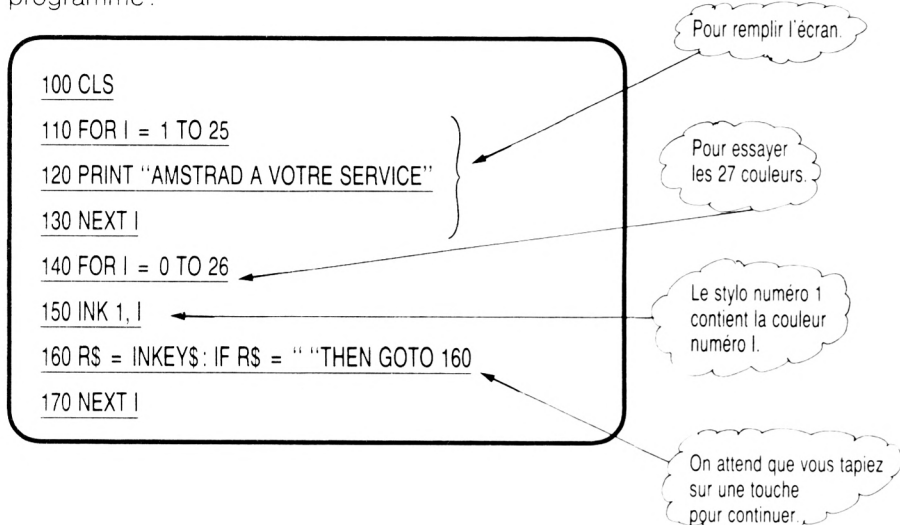 programme :
Pour remplir l'écran.
100 CLS
110 FOR I = 1 TO 25
120 PRINT “AMSTRAD A VOTRE SERVICE”
130 NEXT I
Pour essayer
les 27 couleurs.
140 FOR I = 0 TO 26
150 INK 1, I
Le stylo numéro 1
contient la couleur
numéro I.
160 R$ = INKEY$ : IF R$ = “ “THEN GOTO 160
170 NEXT I
On attend que vous tapiez
sur une touche
pour continuer.